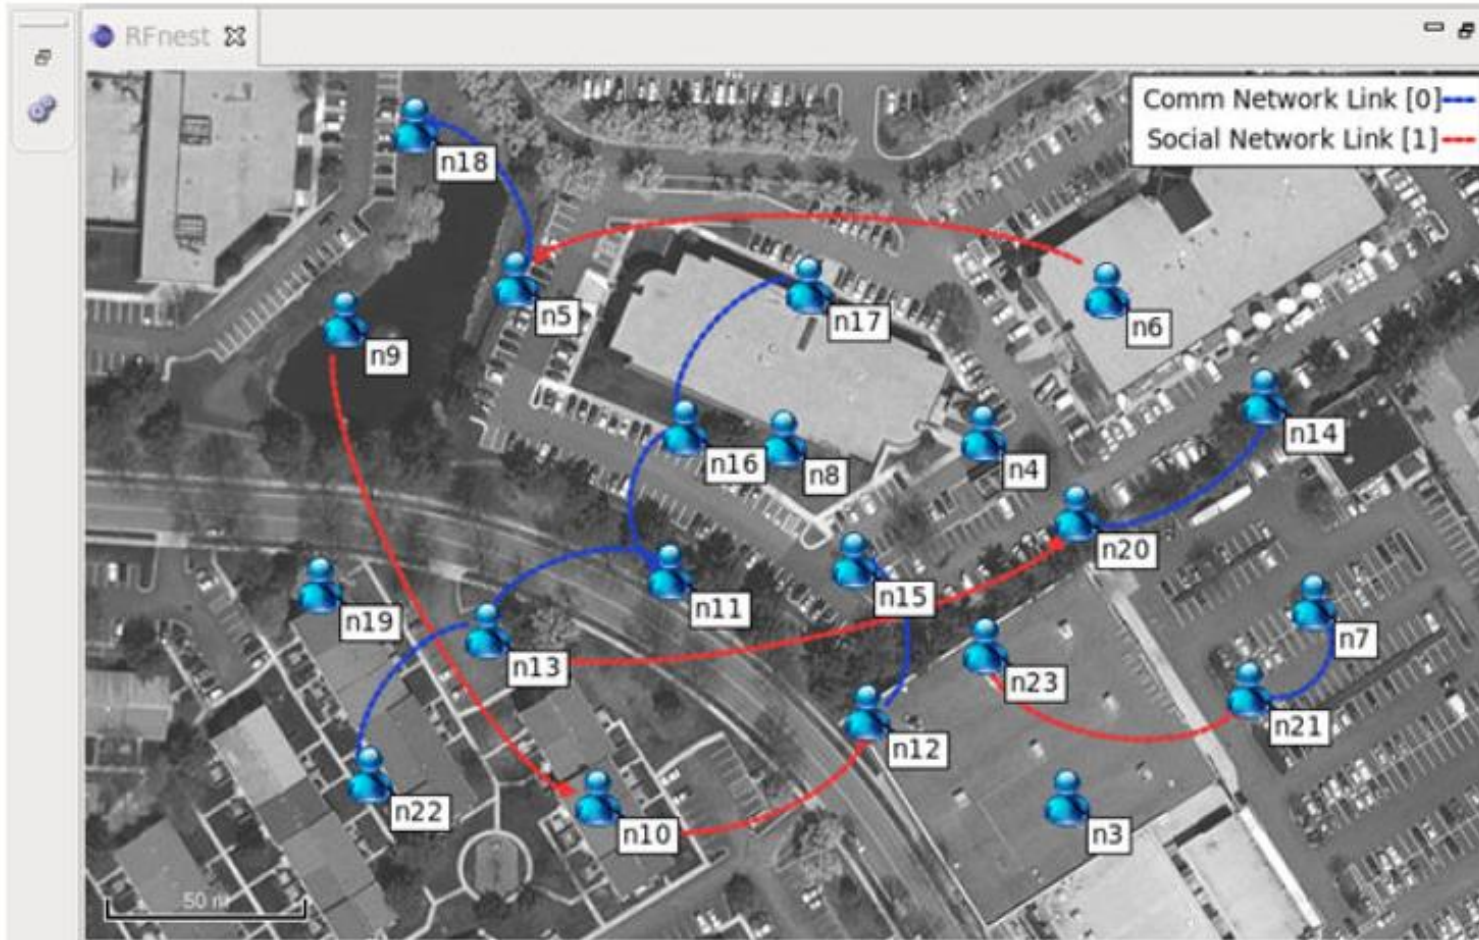 RFnest
Comm Network Link [0]
Social Network Link [1]
n18
n5
n17
n6
n9
n14
n16
n8
n4
n20
n15
n11
n19
n7
n13
n23
n21
n12
n22
n10
n3
50 m